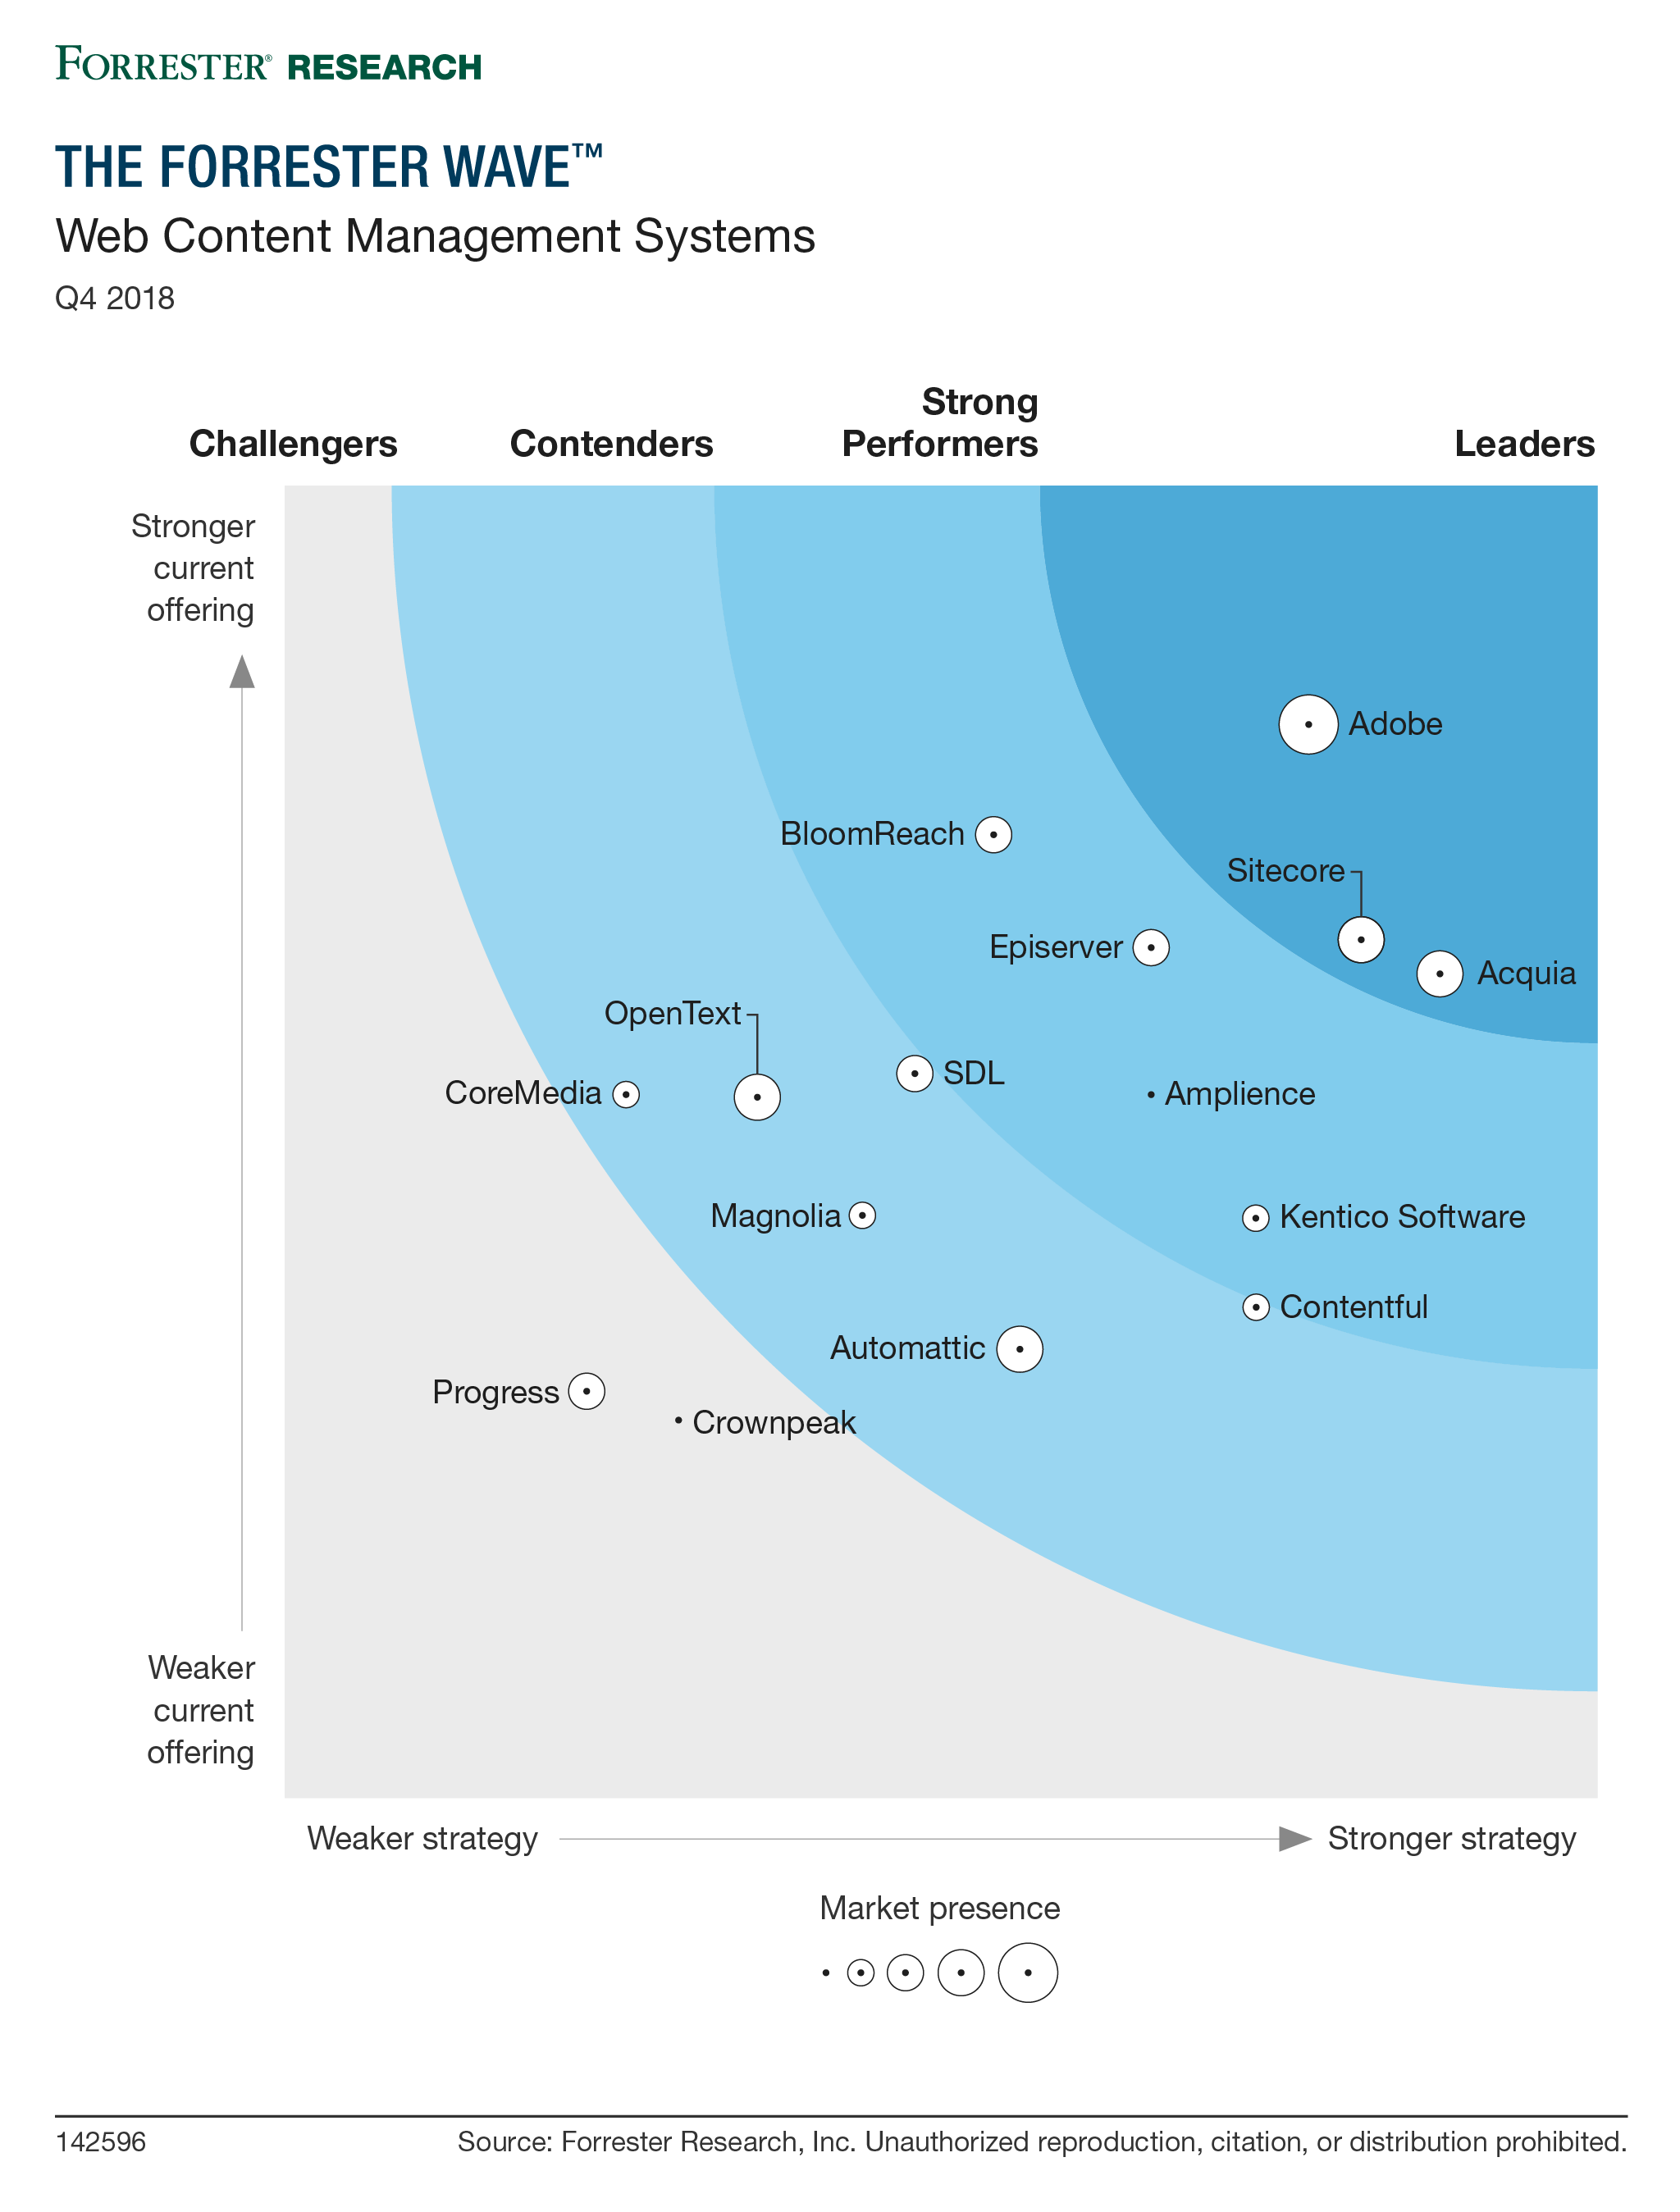 FORRESTER® RESEARCH
THE FORRESTER WAVE™
Web Content Management Systems
Q4 2018
Challengers
Contenders
Strong
Performers
Leaders
Stronger
current
offering
Adobe
BloomReach
Sitecore
Episerver
Acquia
OpenText
SDL
CoreMedia
Amplience
Magnolia
Kentico Software
Contentful
Automattic
Progress
Crownpeak
Weaker
current
offering
Weaker strategy
Stronger strategy
Market presence
142596
Source: Forrester Research, Inc. Unauthorized reproduction, citation, or distribution prohibited.